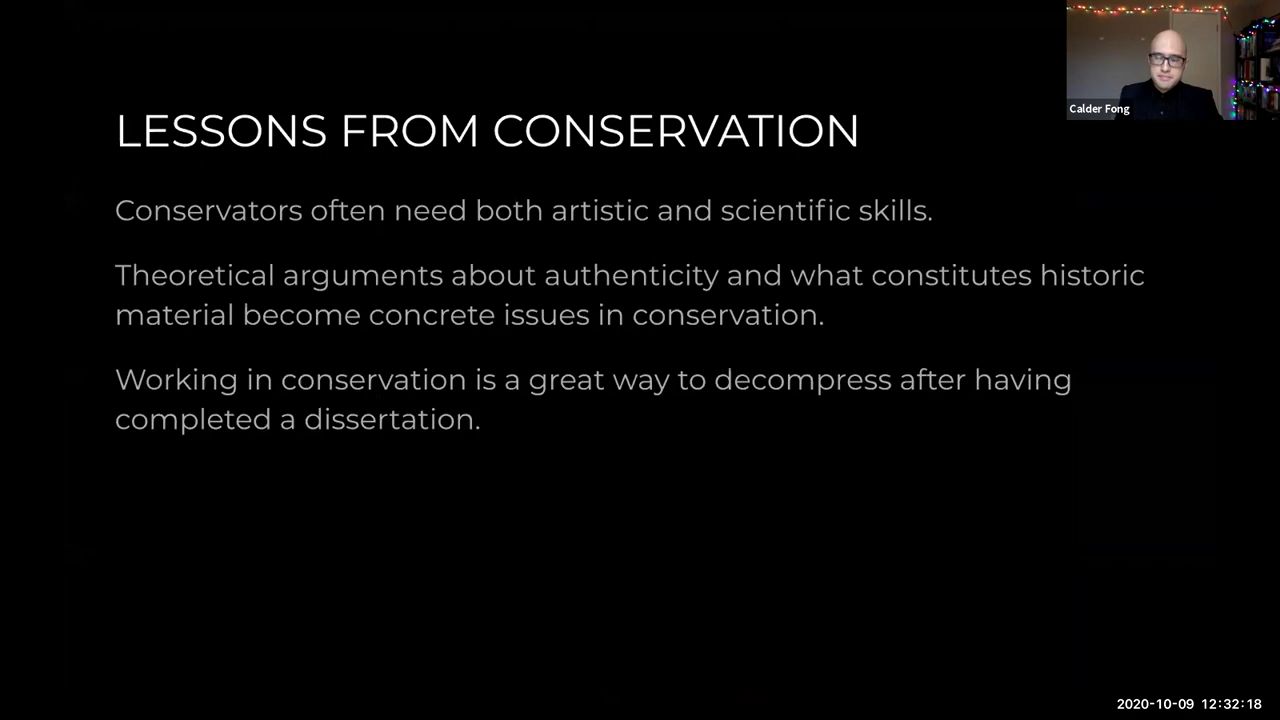 LESSONS FROM CONSERVATION
Conservators often need both artistic and scientific skills.
Theoretical arguments about authenticity and what constitutes historic
material become concrete issues in conservation.
Working in conservation is a great way to decompress after having
completed a dissertation.
Calder Fong
2020-10-09 12:32:18